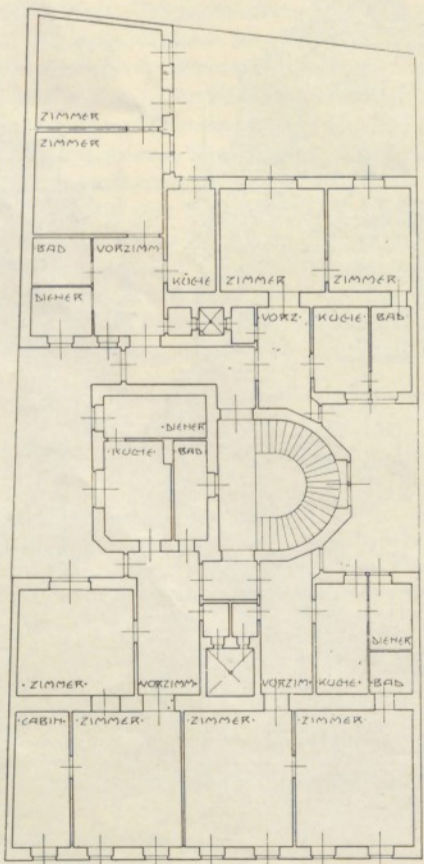 ZIMMER
ZIMMER
BAD
VORZIMM
DIENER
KÜCHE
ZIMMER
ZIMMER
·VORZ·
KÜCHE·
BAD
·DIENER
·KÜCHE·
·BAD
·ZIMMER·
VORZIMM·
VORZIM·
KÜCHE·
DIENER
·BAD
·CABIN·
·ZIMMER·
·ZIMMER·
·ZIMMER·